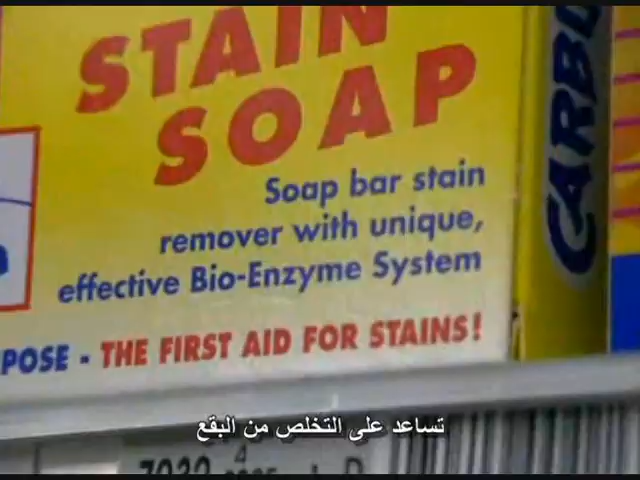 STAIN
SOAP
Soap bar stain
remover with unique,
effective Bio-Enzyme System
POSE - THE FIRST AID FOR STAINS!
CARBO
تساعد على التخلص من البقع